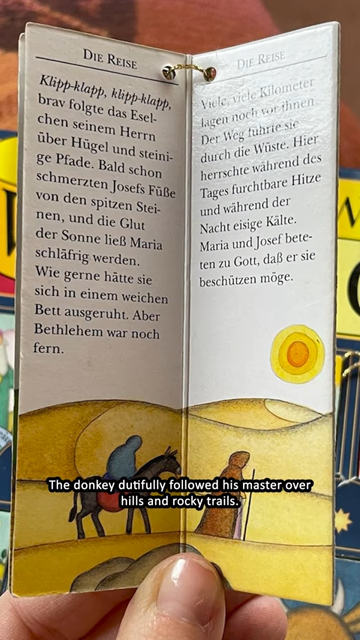 DIE REISE
Klipp-klapp, klipp-klapp,
brav folgte das Esel-
chen seinem Herrn
über Hügel und steini-
ge Pfade. Bald schon
schmerzten Josefs Füße
von den spitzen Stei-
nen, und die Glut
der Sonne ließ Maria
schläfrig werden.
Wie gerne hätte sie
sich in einem weichen
Bett ausgeruht. Aber
Bethlehem war noch
fern.
DIE REISE
Viele, viele Kilometer
lagen noch vor ihnen.
Der Weg führte sie
durch die Wüste. Hier
herrschte während des
Tages furchtbare Hitze
und während der
Nacht eisige Kälte.
Maria und Josef bete-
ten zu Gott, daß er sie
beschützen möge.
The donkey dutifully followed his master over
hills and rocky trails.